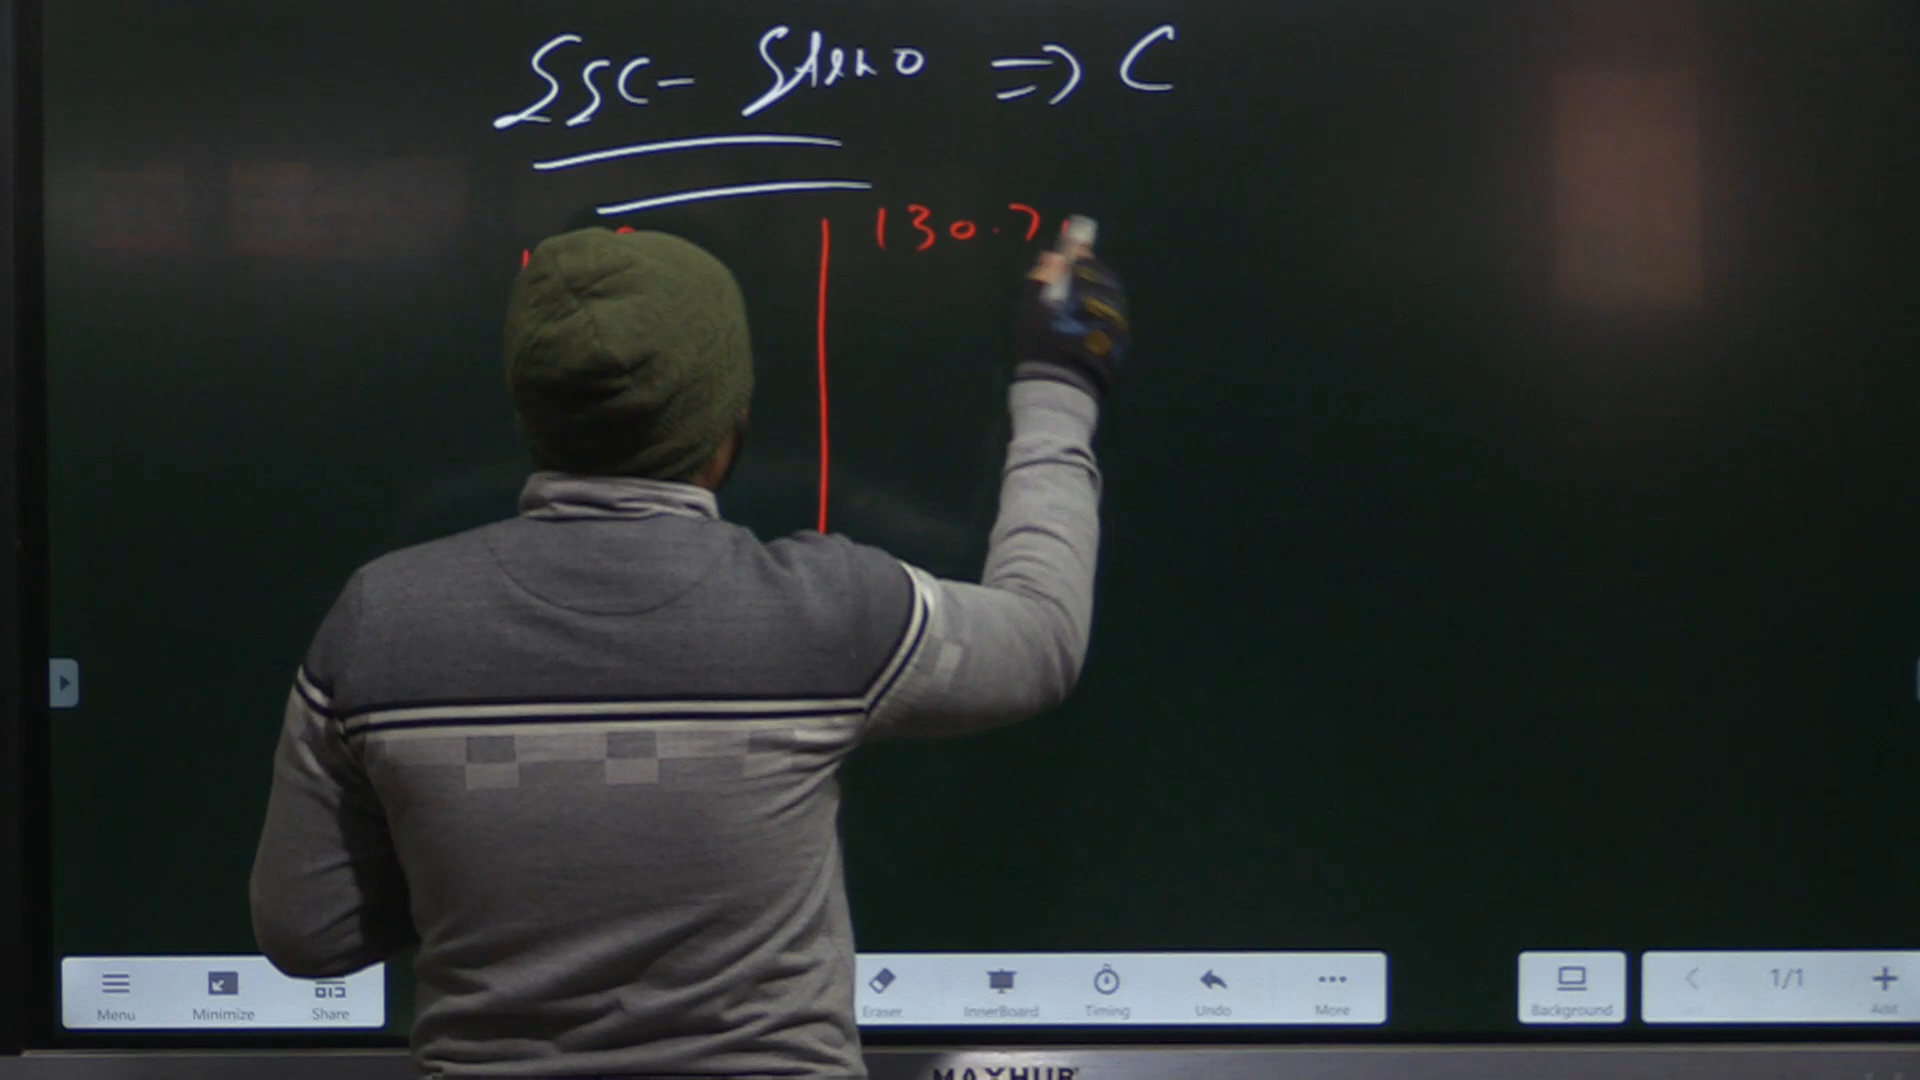 SSC- Steno => C
130.7
Menu
Minimize
Share
Eraser
InnerBoard
Timing
Undo
More
Background
1/1
Add
MAXHUB